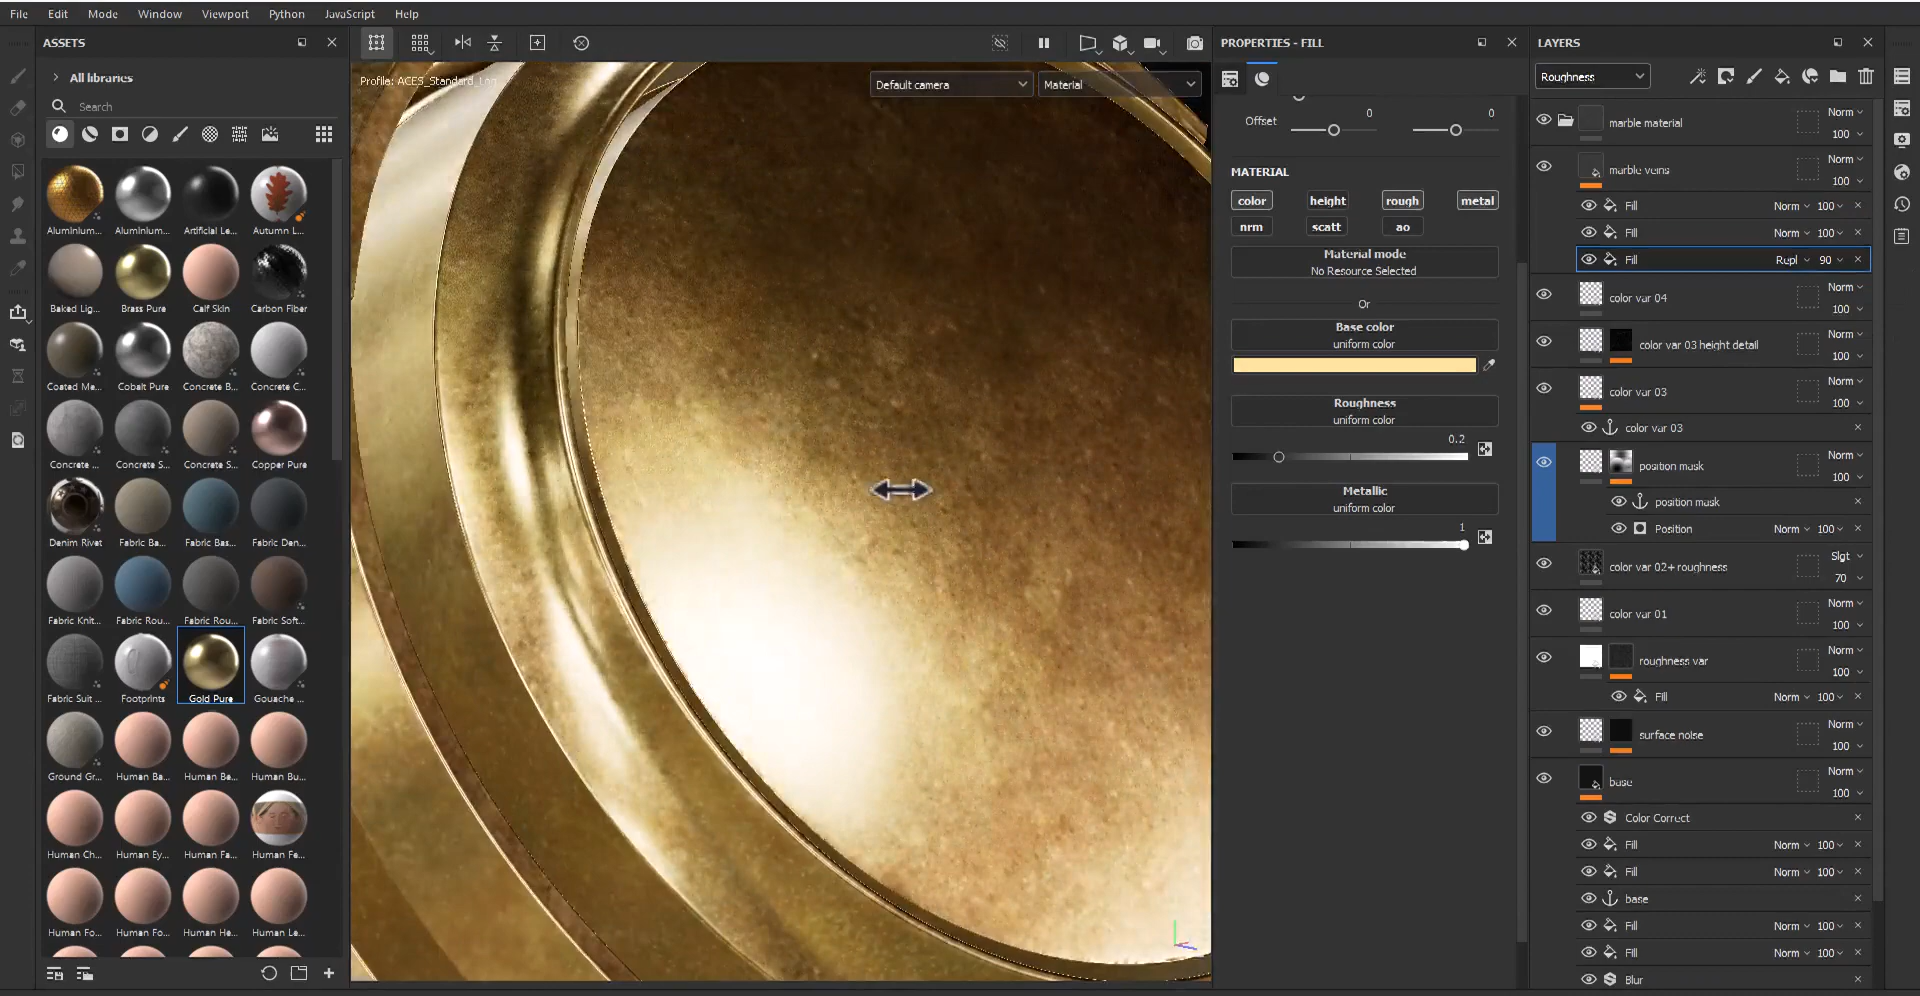 File Edit Mode Window Viewport Python JavaScript Help
ASSETS
All libraries
Search
Aluminium... Aluminium... Artificial Le... Autumn L...
Baked Lig... Brass Pure Calf Skin Carbon Fiber
Coated Me... Cobalt Pure Concrete B... Concrete C...
Concrete ... Concrete S... Concrete S... Copper Pure
Denim Rivet Fabric Ba... Fabric Bas... Fabric Den...
Fabric Knit... Fabric Rou... Fabric Rou... Fabric Soft...
Fabric Suit ... Footprints Gold Pure Gouache ...
Ground Gr... Human Ba... Human Be... Human Bu...
Human Ch... Human Ey... Human Fa... Human Fe...
Human Fo... Human Fo... Human He... Human Le...
Default camera
Material
PROPERTIES - FILL
0 0
Offset
MATERIAL
color height rough metal
nrm scatt ao
Material mode
No Resource Selected
Or
Base color
uniform color
Roughness
uniform color
0.2
Metallic
uniform color
1
LAYERS
Roughness
marble material Norm
100
marble veins Norm
100
Fill Norm 100
Fill Norm 100
Fill Repl 90
color var 04 Norm
100
color var 03 height detail Norm
100
color var 03 Norm
100
color var 03
position mask Norm
100
position mask
Position Norm 100
color var 02+ roughness Slgt
70
color var 01 Norm
100
roughness var Norm
100
Fill Norm 100
surface noise Norm
100
base Norm
100
Color Correct
Fill Norm 100
Fill Norm 100
base
Fill Norm 100
Fill Norm 100
Blur